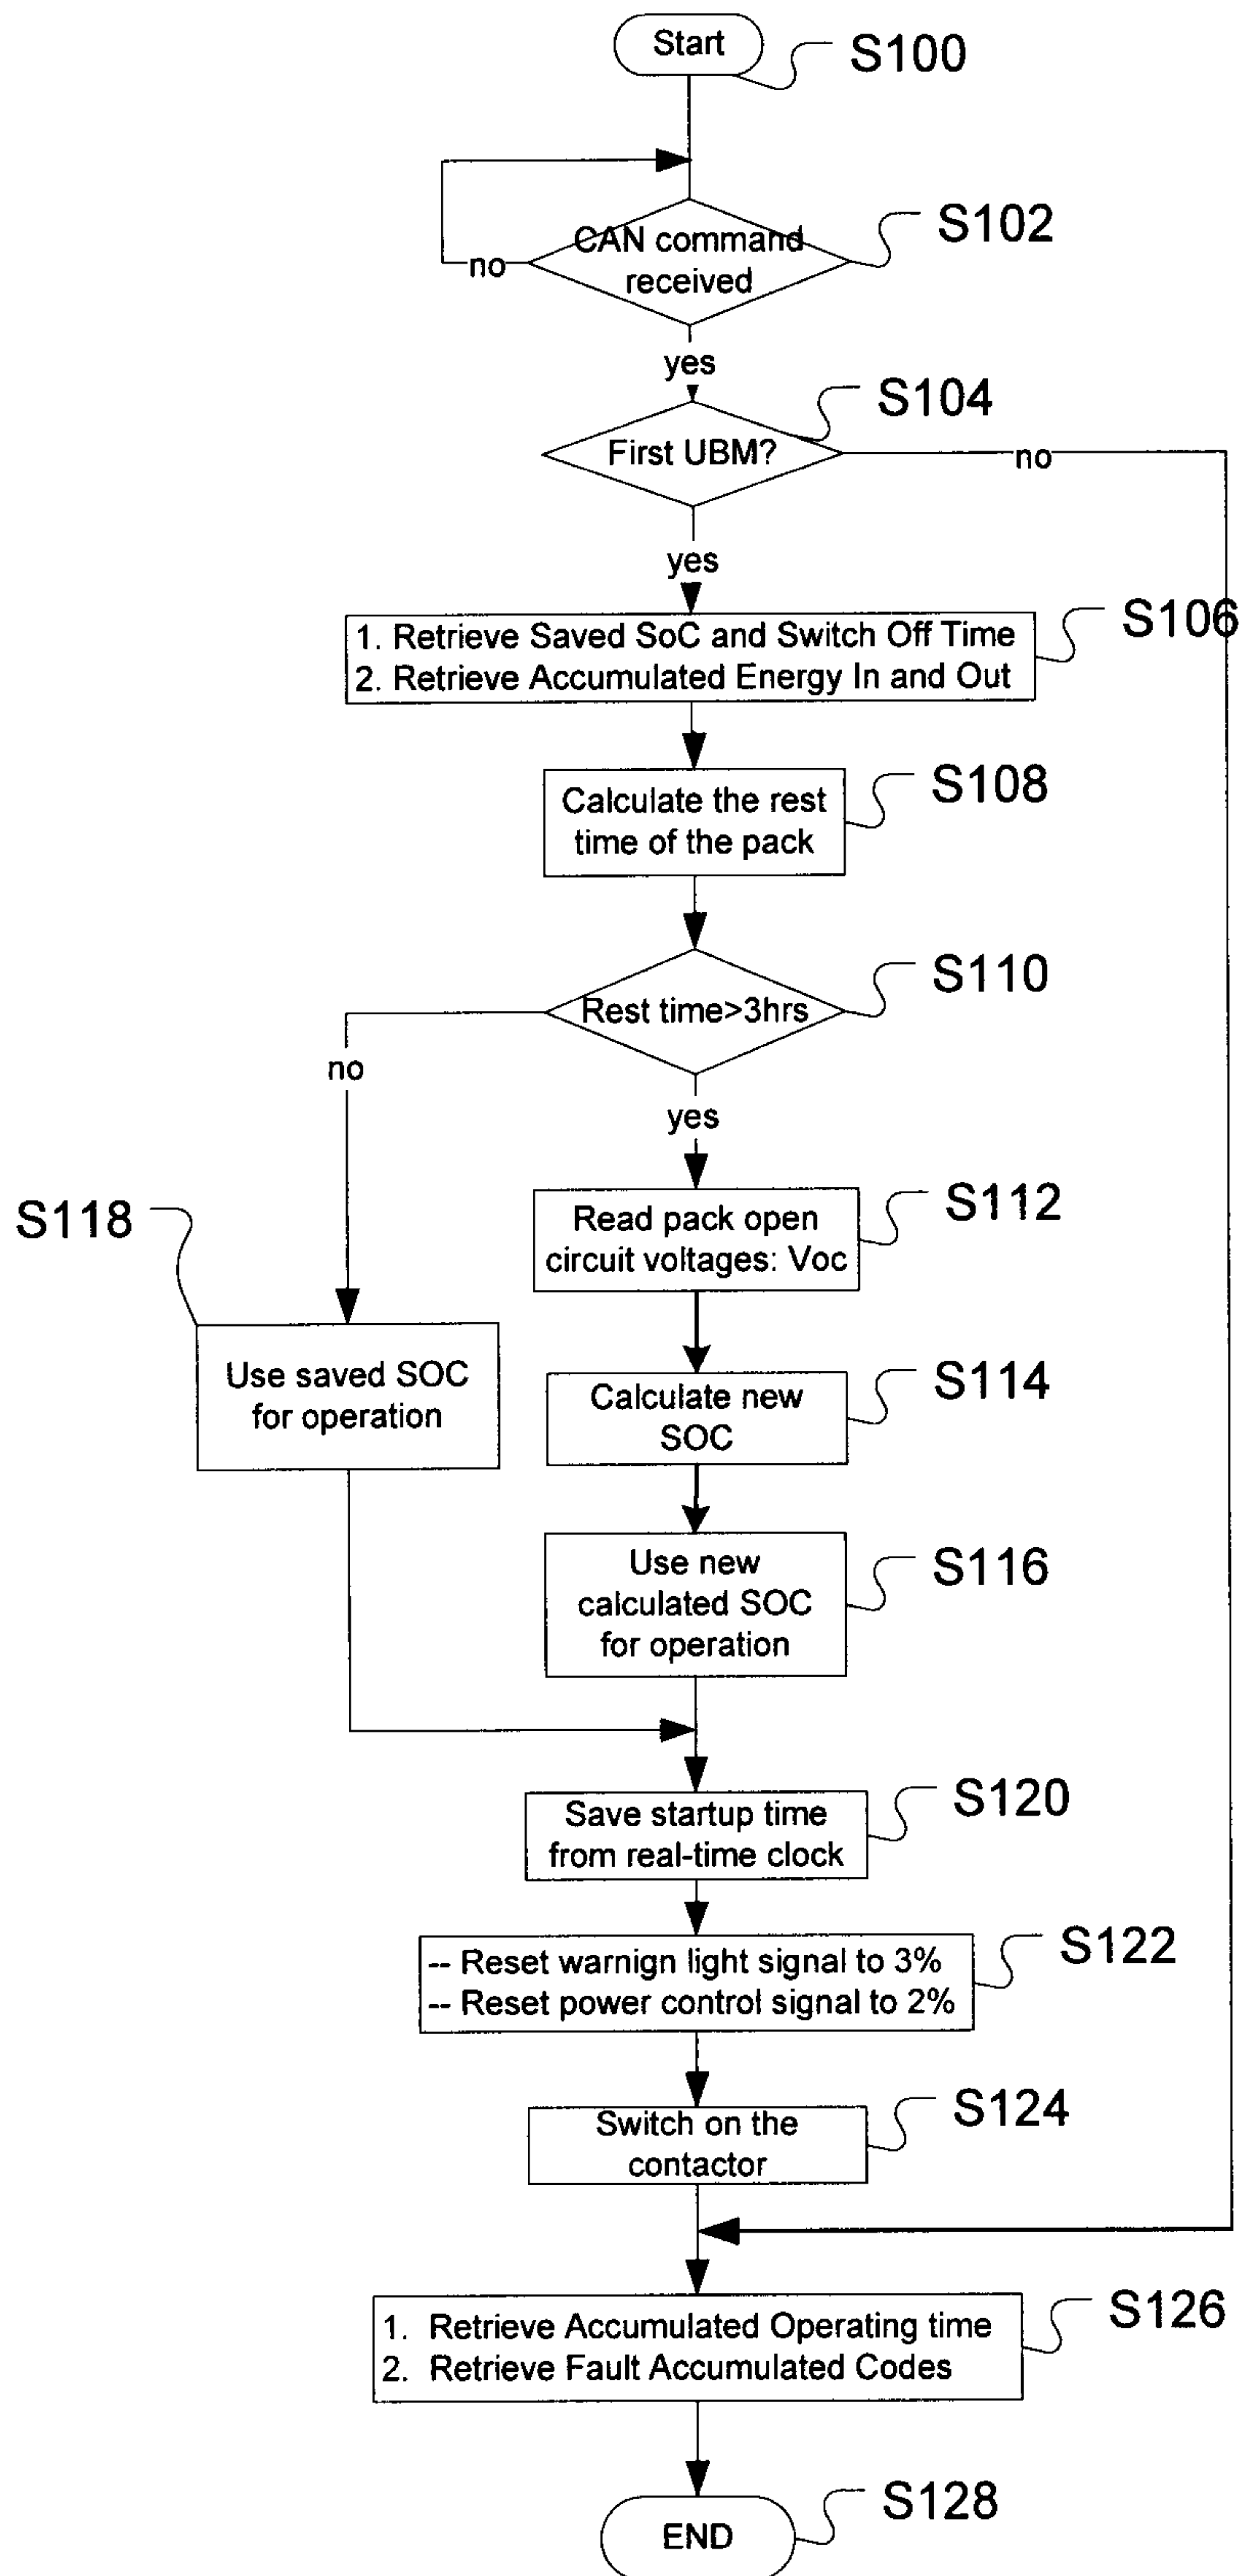 Start
S100
CAN command
received
S102
no
yes
S104
First UBM?
no
yes
S106
1. Retrieve Saved SoC and Switch Off Time
2. Retrieve Accumulated Energy In and Out
S108
Calculate the rest
time of the pack
S110
Rest time>3hrs
no
yes
S112
Read pack open
circuit voltages: Voc
S118
Use saved SOC
for operation
S114
Calculate new
SOC
S116
Use new
calculated SOC
for operation
S120
Save startup time
from real-time clock
S122
-- Reset warnign light signal to 3%
-- Reset power control signal to 2%
S124
Switch on the
contactor
S126
1. Retrieve Accumulated Operating time
2. Retrieve Fault Accumulated Codes
S128
END